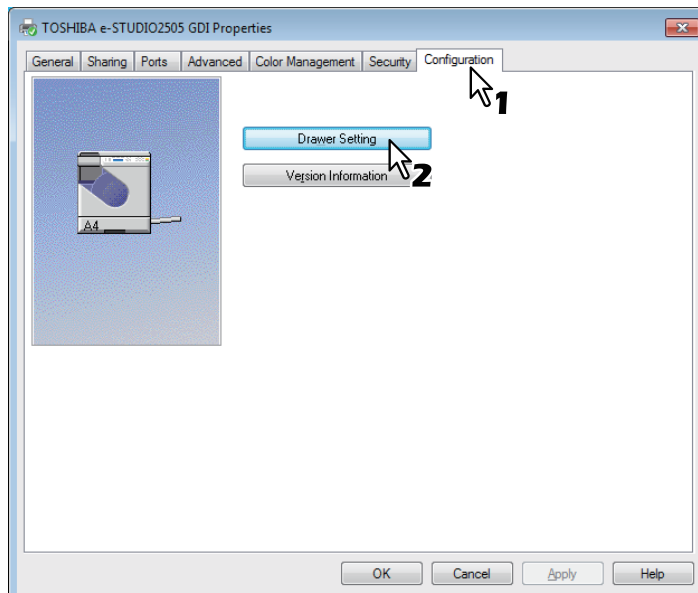 TOSHIBA e-STUDIO2505 GDI Properties
General Sharing Ports Advanced Color Management Security Configuration
1
Drawer Setting
2
Version Information
A4
OK Cancel Apply Help